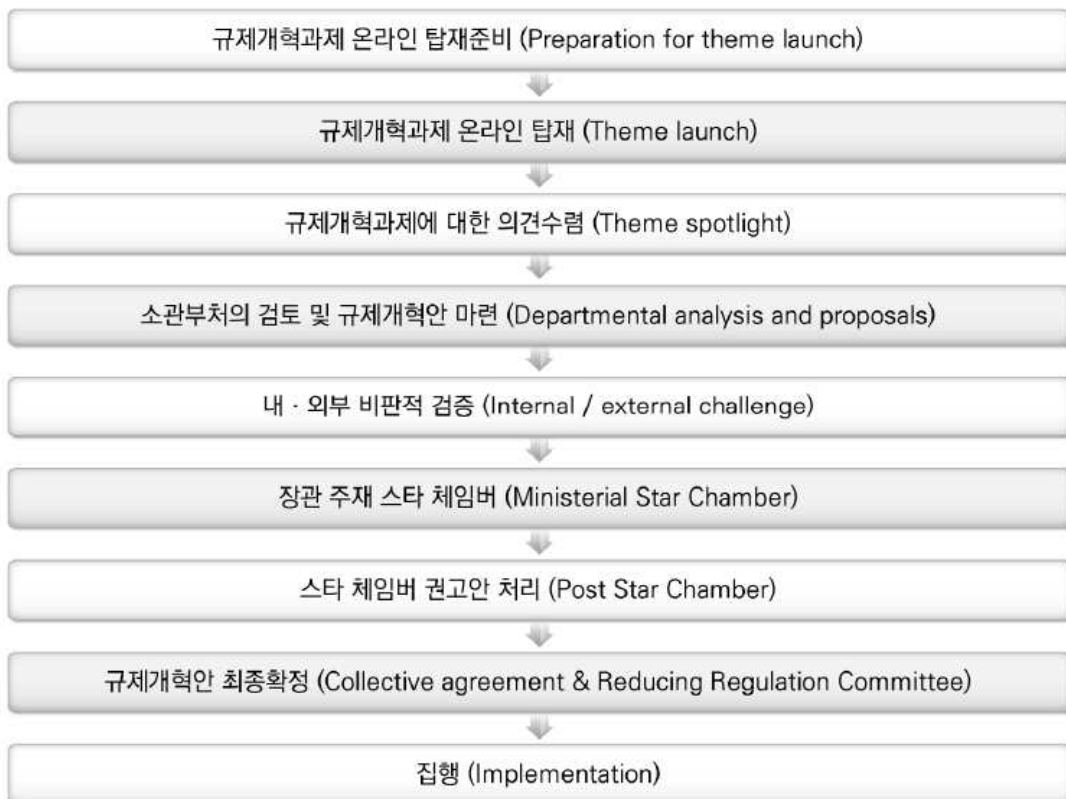 규제개혁과제 온라인 탑재준비 (Preparation for theme launch)
규제개혁과제 온라인 탑재 (Theme launch)
규제개혁과제에 대한 의견수렴 (Theme spotlight)
소관부처의 검토 및 규제개혁안 마련 (Departmental analysis and proposals)
내 · 외부 비판적 검증 (Internal / external challenge)
장관 주재 스타 체임버 (Ministerial Star Chamber)
스타 체임버 권고안 처리 (Post Star Chamber)
규제개혁안 최종확정 (Collective agreement & Reducing Regulation Committee)
집행 (Implementation)